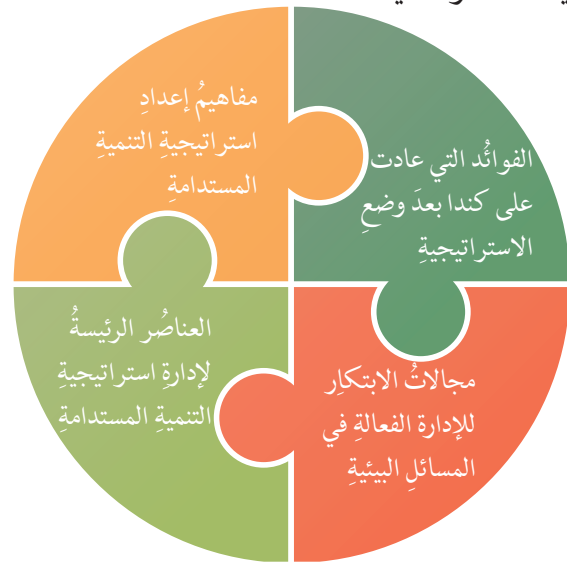 الفوائُد التي عادت
على كندا بعدَ وضعِ
الاستراتيجيةِ
مفاهيمُ إعدادِ
استراتيجيةِ التنميةِ
المستدامةِ
العناصُر الرئيسةُ
لإدارةِ استراتيجيةِ
التنميةِ المستدامةِ
مجالاتُ الابتكارِ
للإدارة الفعالةِ في
المسائلِ البيئيةِ